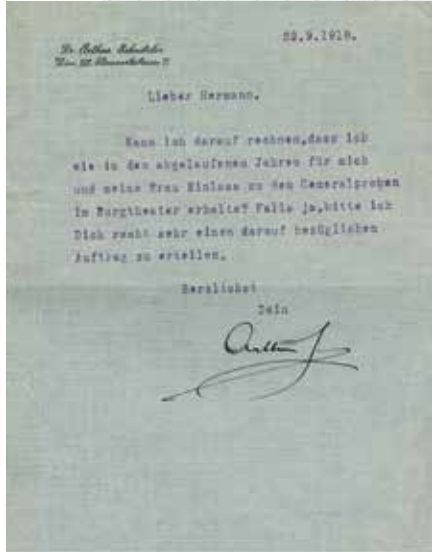 Dr. Arthur Schnitzler
Wien
9.1918.
Lieber Hermann.
Kann ich darauf rechnen,dass ich
wie in den abgelaufenen Jahren für mich
und meine Frau Einlass zu den Generalproben
im Burgtheater erhalte? Falls ja,bitte ich
Dich recht sehr einen darauf bezüglichen
Auftrag zu erteilen.
Herzlichst
Dein
Arthur